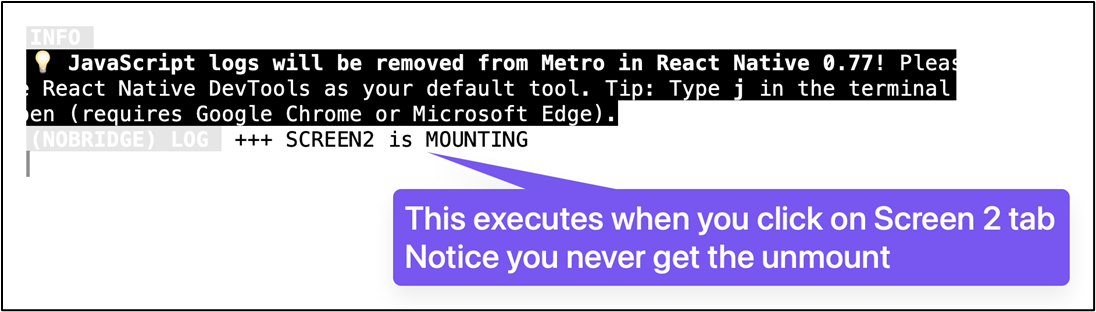 INFO
💡 JavaScript logs will be removed from Metro in React Native 0.77! Pleas
e React Native DevTools as your default tool. Tip: Type j in the terminal
pen (requires Google Chrome or Microsoft Edge).
(NOBRIDGE) LOG +++ SCREEN2 is MOUNTING
This executes when you click on Screen 2 tab
Notice you never get the unmount